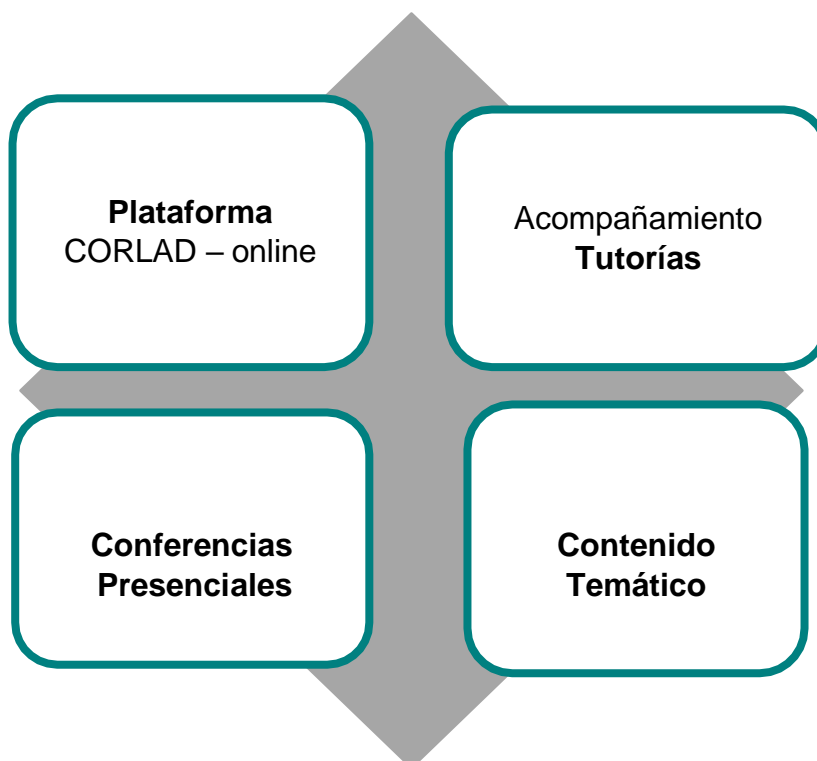 Plataforma
CORLAD – online
Acompañamiento
Tutorías
Conferencias
Presenciales
Contenido
Temático